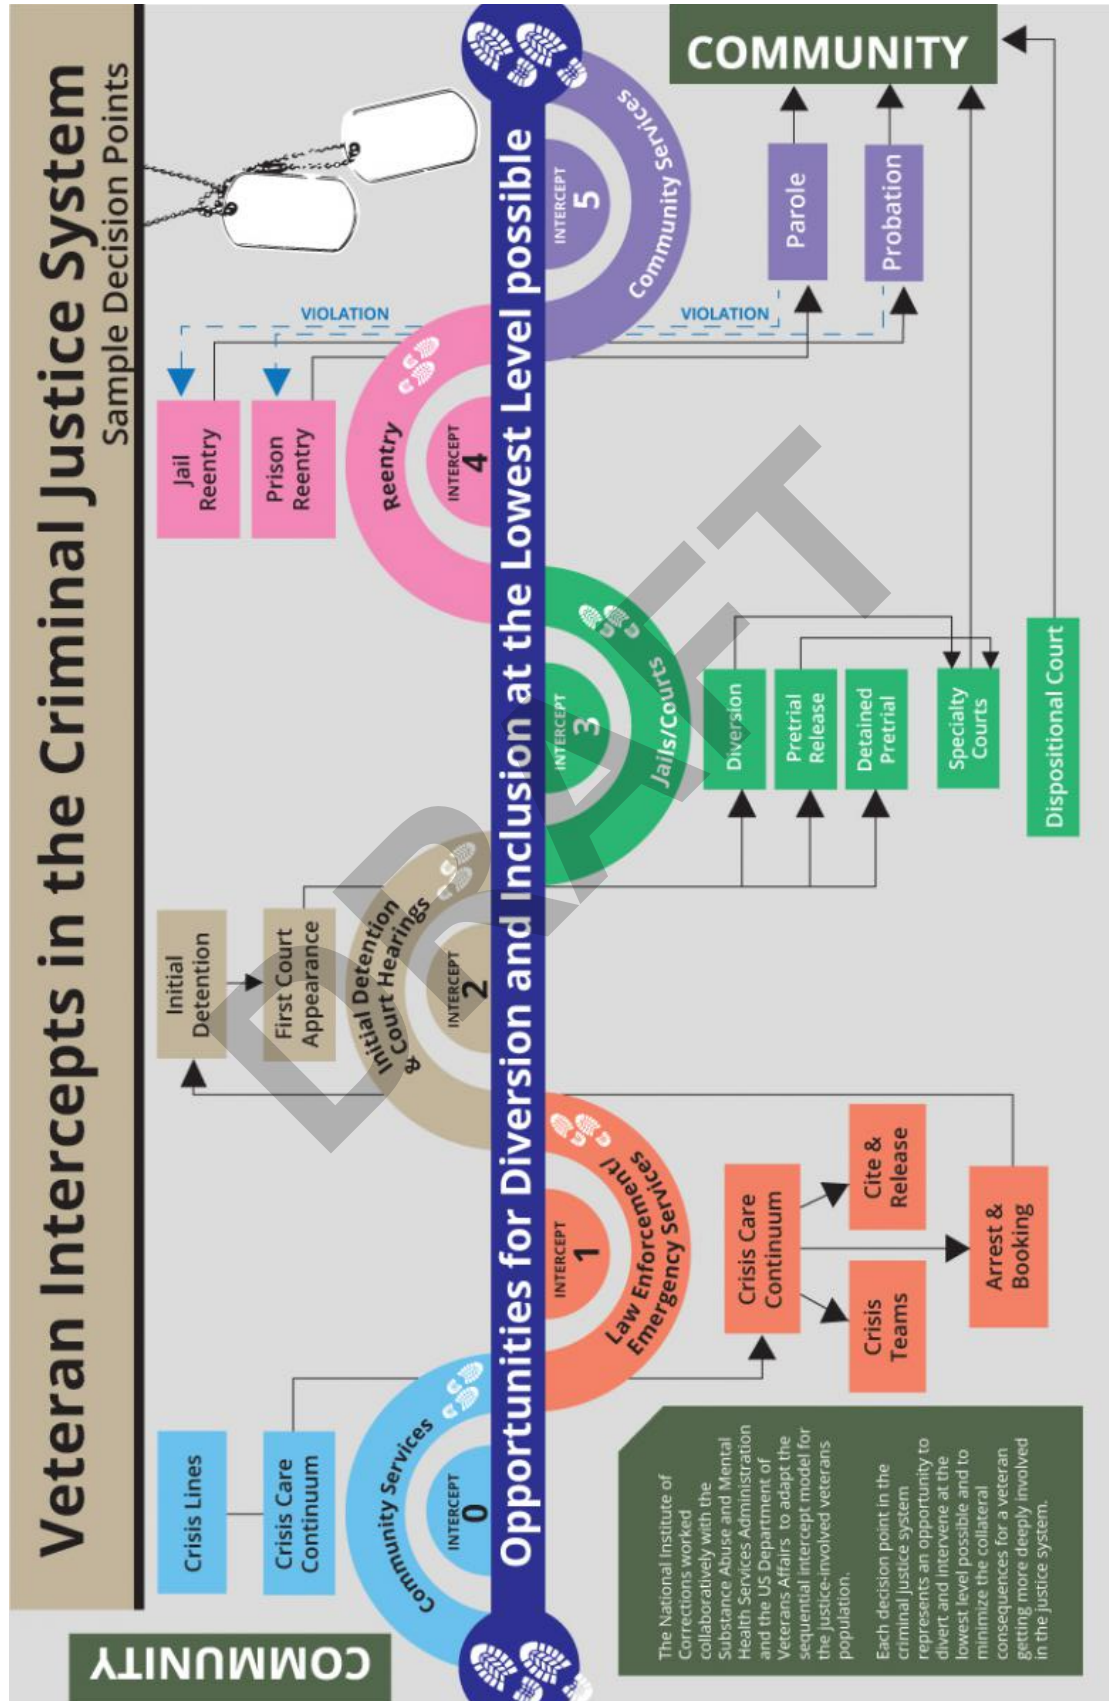 Veteran Intercepts in the Criminal Justice System
Sample Decision Points
COMMUNITY
Crisis Lines
Crisis Care
Continuum
Community Services
INTERCEPT
0
Initial
Detention
First Court
Appearance
Initial Detention
& Court Hearings
INTERCEPT
2
Jail
Reentry
Prison
Reentry
VIOLATION
Reentry
INTERCEPT
4
Opportunities for Diversion and Inclusion at the Lowest Level possible
INTERCEPT
1
Law Enforcement/
Emergency Services
Crisis Care
Continuum
Crisis
Teams
Cite &
Release
Arrest &
Booking
INTERCEPT
3
Jails/Courts
Diversion
Pretrial
Release
Detained
Pretrial
Specialty
Courts
Dispositional Court
INTERCEPT
5
Community Services
VIOLATION
Parole
Probation
COMMUNITY
The National Institute of
Corrections worked
collaboratively with the
Substance Abuse and Mental
Health Services Administration
and the US Department of
Veterans Affairs to adapt the
sequential intercept model for
the justice-involved veterans
population.
Each decision point in the
criminal justice system
represents an opportunity to
divert and intervene at the
lowest level possible and to
minimize the collateral
consequences for a veteran
getting more deeply involved
in the justice system.
DRAFT